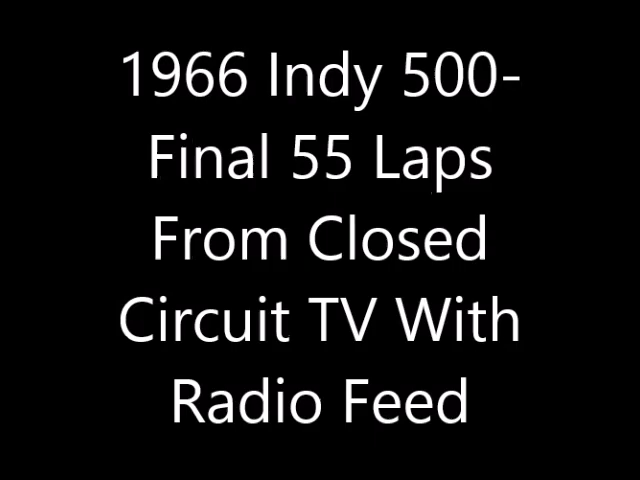 1966 Indy 500-
Final 55 Laps
From Closed
Circuit TV With
Radio Feed